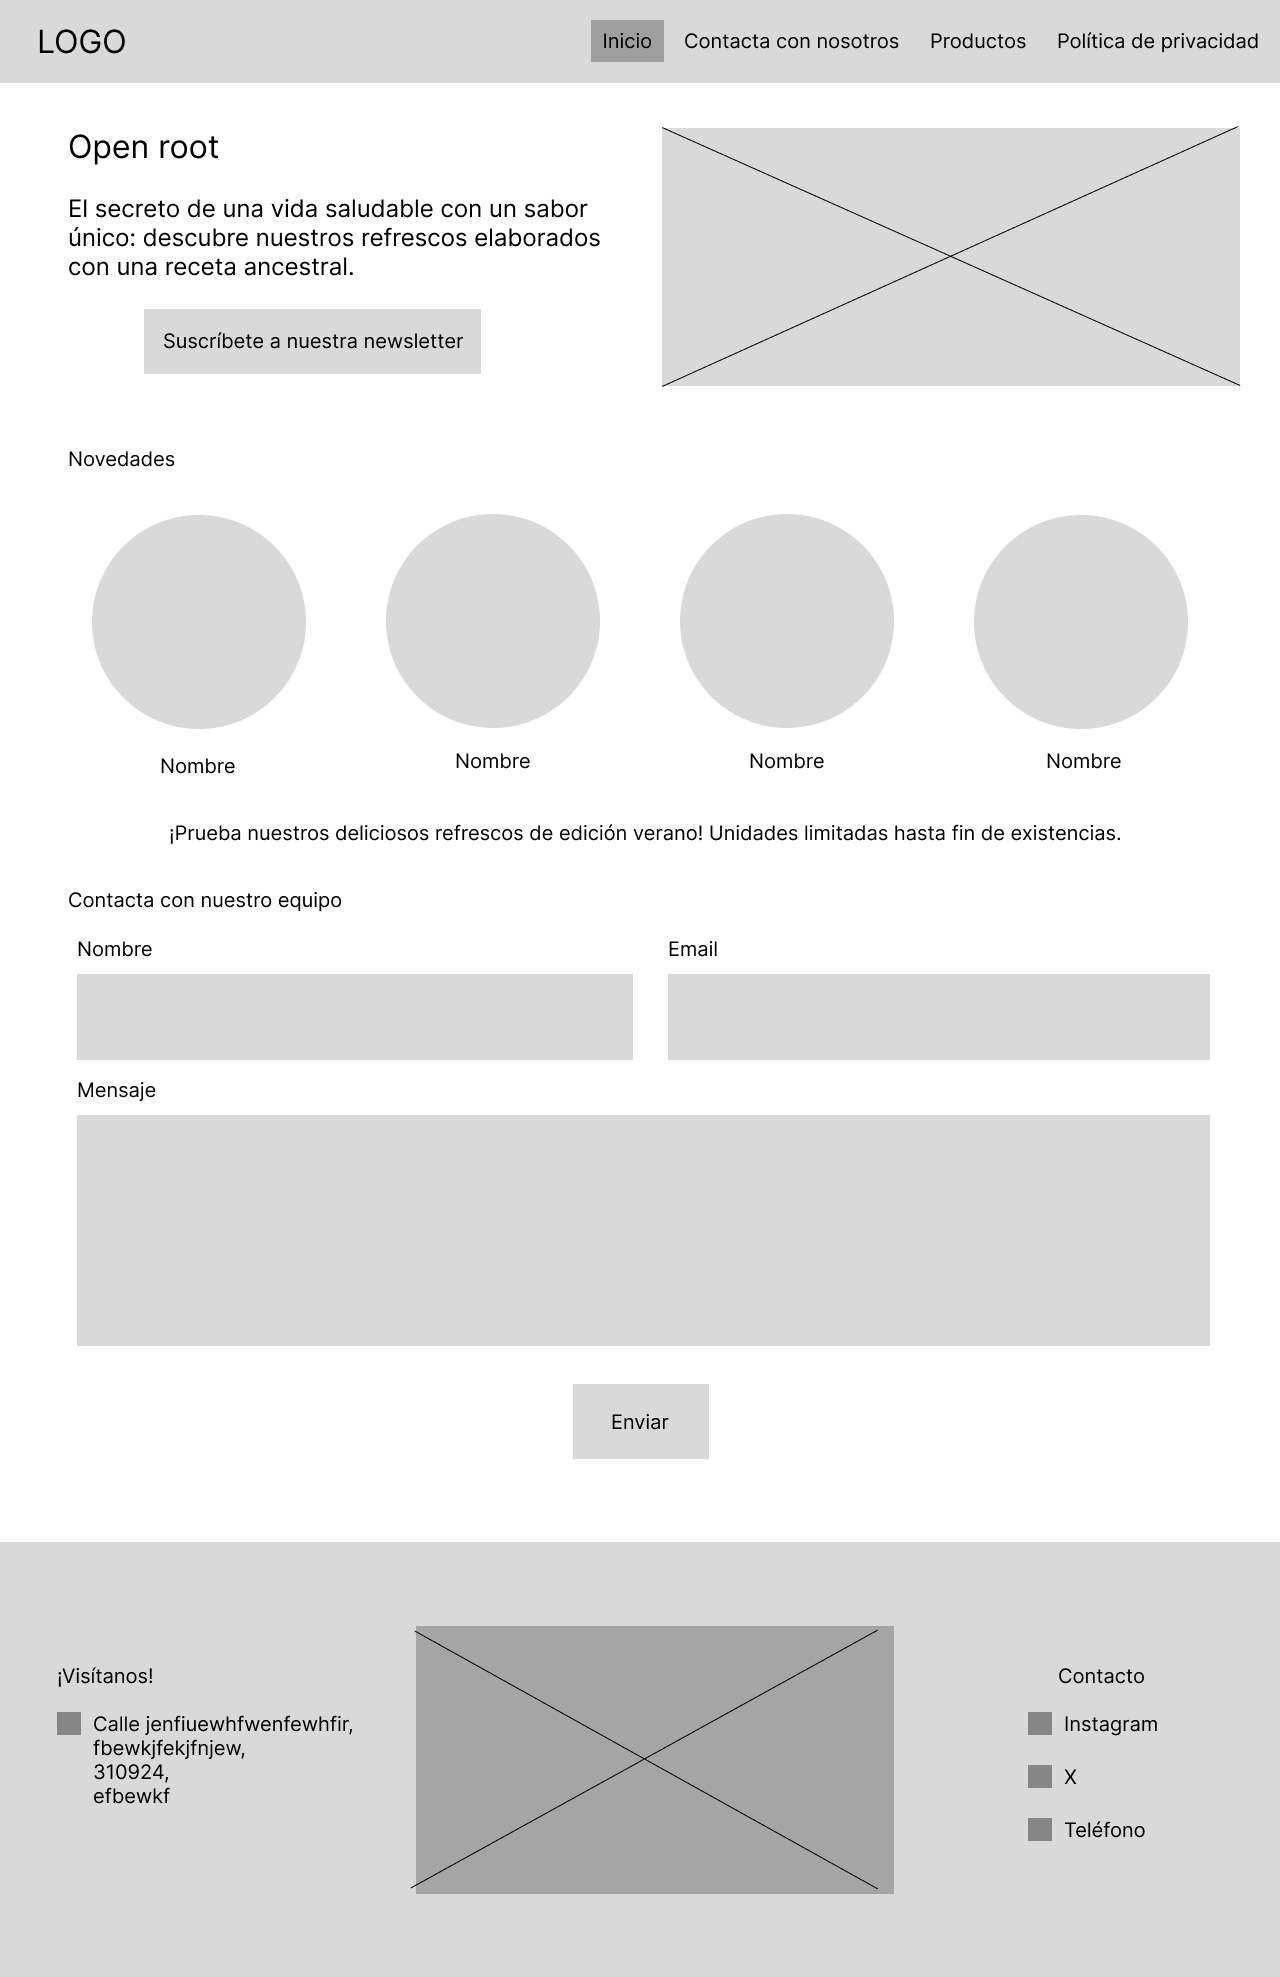 LOGO
Inicio
Contacta con nosotros
Productos
Política de privacidad
Open root
El secreto de una vida saludable con un sabor
único: descubre nuestros refrescos elaborados
con una receta ancestral.
Suscríbete a nuestra newsletter
Novedades
Nombre
Nombre
Nombre
Nombre
¡Prueba nuestros deliciosos refrescos de edición verano! Unidades limitadas hasta fin de existencias.
Contacta con nuestro equipo
Nombre
Email
Mensaje
Enviar
¡Visítanos!
Calle jenfiuewhfwenfewhfir,
fbewkjfekjfnjew,
310924,
efbewkf
Contacto
Instagram
X
Teléfono